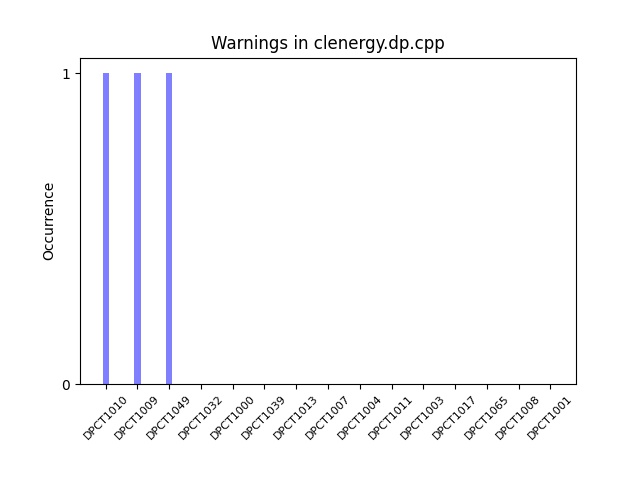 Warnings in clenergy.dp.cpp
Occurrence
1
0
DPCT1010
DPCT1009
DPCT1049
DPCT1032
DPCT1000
DPCT1039
DPCT1013
DPCT1007
DPCT1004
DPCT1011
DPCT1003
DPCT1017
DPCT1065
DPCT1008
DPCT1001